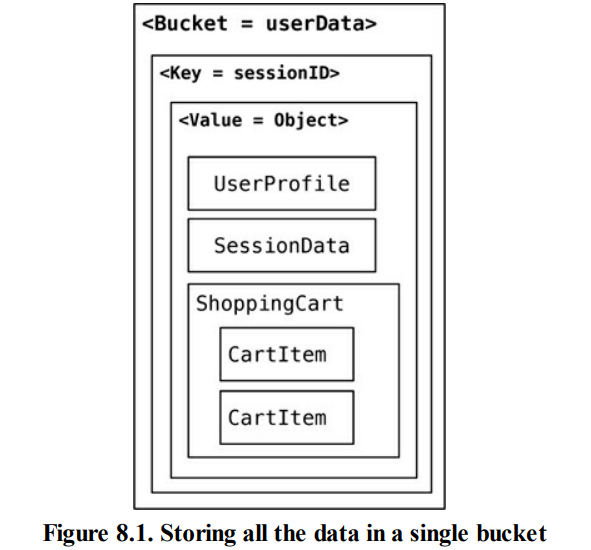 <Bucket = userData>
<Key = sessionID>
<Value = Object>
UserProfile
SessionData
ShoppingCart
CartItem
CartItem
Figure 8.1. Storing all the data in a single bucket